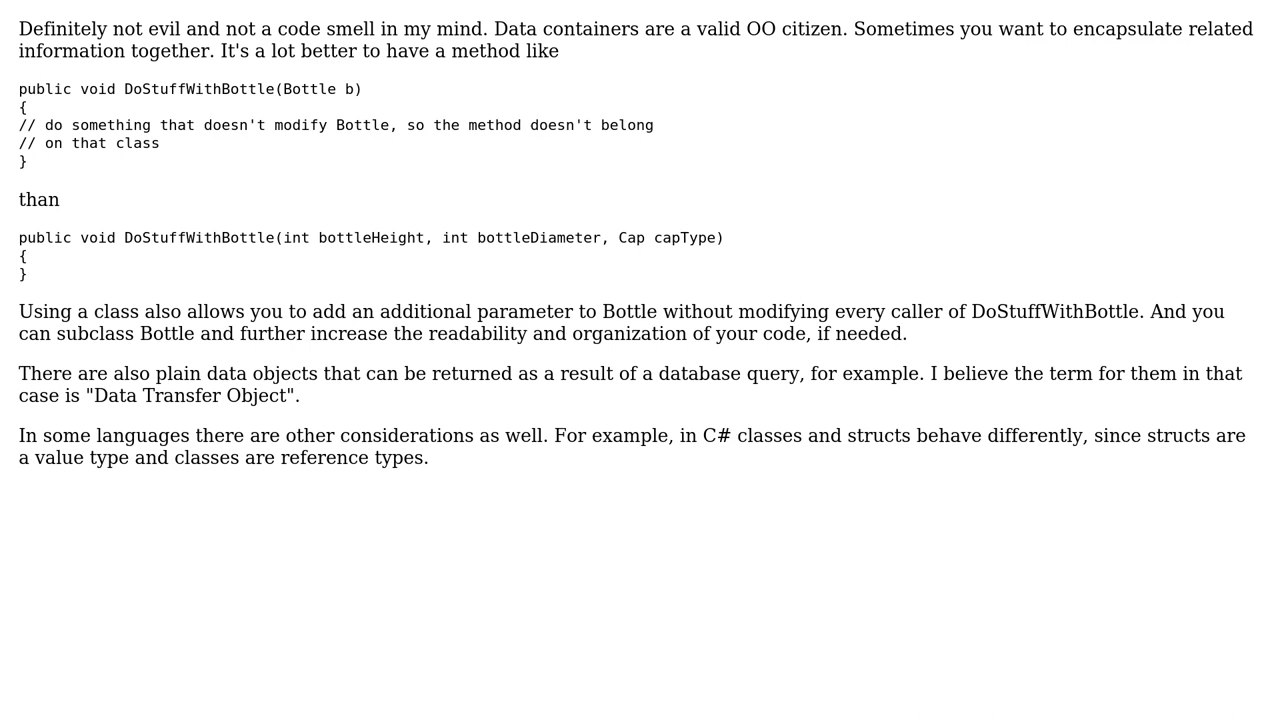 Definitely not evil and not a code smell in my mind. Data containers are a valid OO citizen. Sometimes you want to encapsulate related
information together. It's a lot better to have a method like
public void DoStuffWithBottle(Bottle b)
{
// do something that doesn't modify Bottle, so the method doesn't belong
// on that class
}
than
public void DoStuffWithBottle(int bottleHeight, int bottleDiameter, Cap capType)
{
}
Using a class also allows you to add an additional parameter to Bottle without modifying every caller of DoStuffWithBottle. And you
can subclass Bottle and further increase the readability and organization of your code, if needed.
There are also plain data objects that can be returned as a result of a database query, for example. I believe the term for them in that
case is "Data Transfer Object".
In some languages there are other considerations as well. For example, in C# classes and structs behave differently, since structs are
a value type and classes are reference types.